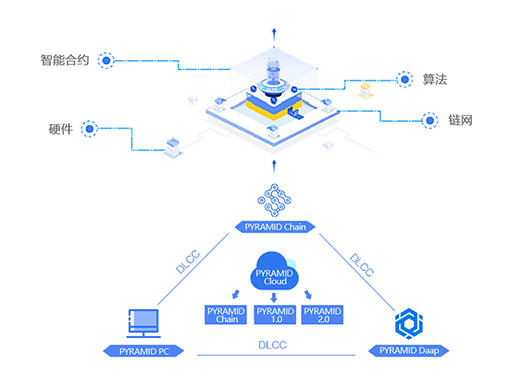 智能合约
算法
硬件
链网
PYRAMID Chain
DLCC
DLCC
PYRAMID
Cloud
PYRAMID
Chain
PYRAMID
1.0
PYRAMID
2.0
PYRAMID PC
DLCC
PYRAMID Daap